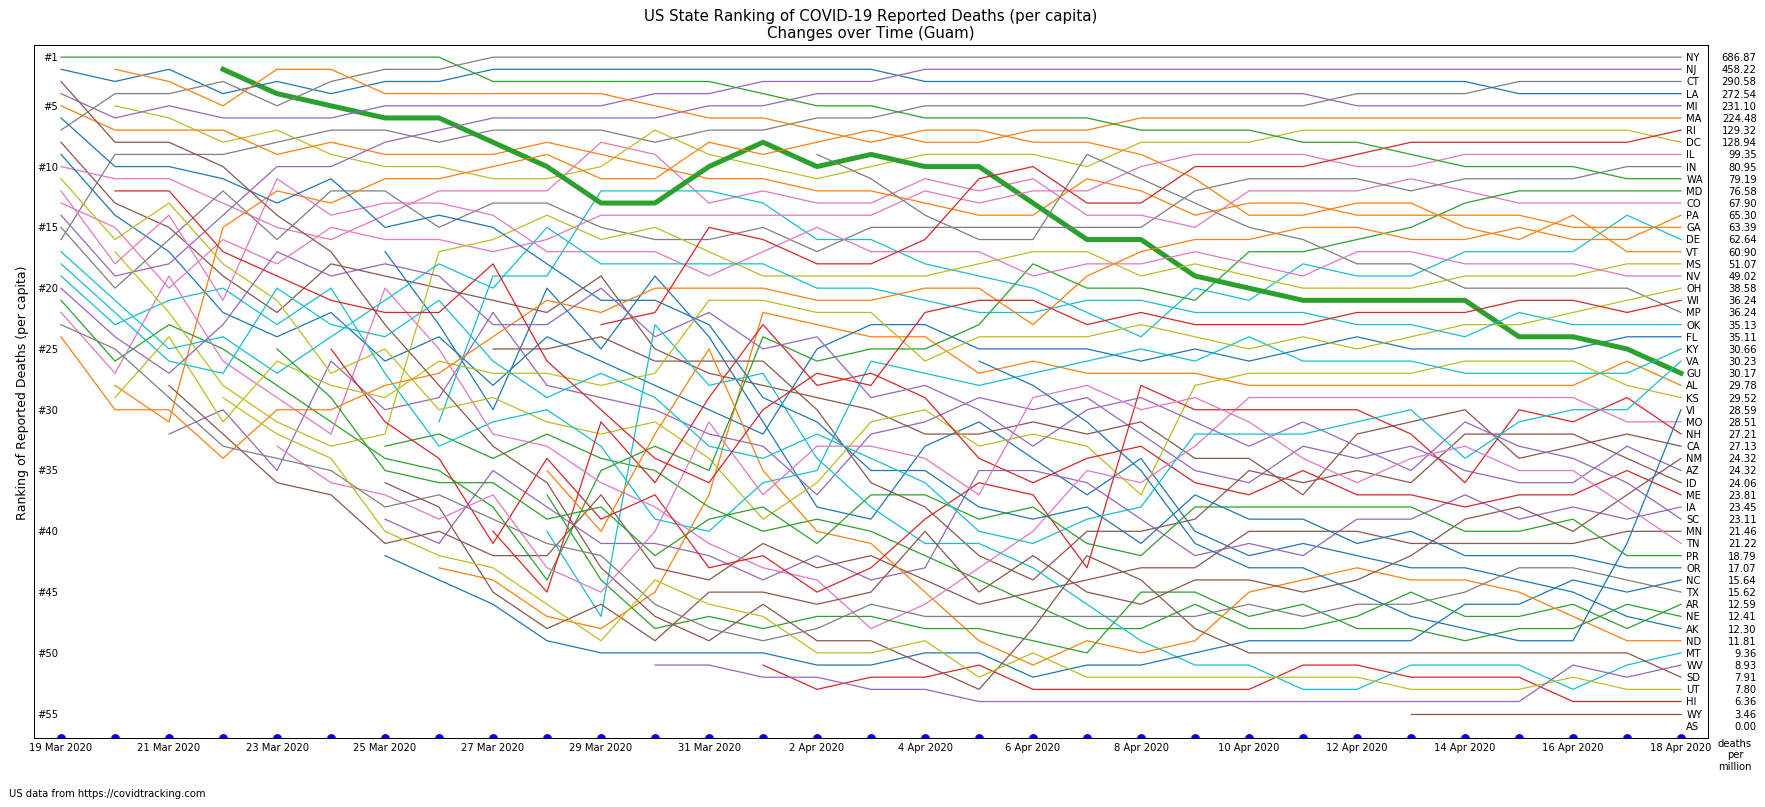 US State Ranking of COVID-19 Reported Deaths (per capita)
Changes over Time (Guam)
Ranking of Reported Deaths (per capita)
#1
#5
#10
#15
#20
#25
#30
#35
#40
#45
#50
#55
NY 686.87
NJ 458.22
CT 290.58
LA 272.54
MI 231.10
MA 224.48
RI 129.32
DC 128.94
IL 99.35
IN 80.95
WA 79.19
MD 76.58
CO 67.90
PA 65.30
GA 63.39
DE 62.64
VT 60.90
MS 51.07
NV 49.02
OH 38.58
WI 36.24
MP 36.24
OK 35.13
FL 35.11
KY 30.66
VA 30.23
GU 30.17
AL 29.78
KS 29.52
VI 28.59
MO 28.51
NH 27.21
CA 27.13
NM 24.32
AZ 24.32
ID 24.06
ME 23.81
IA 23.45
SC 23.11
MN 21.46
TN 21.22
PR 18.79
OR 17.07
NC 15.64
TX 15.62
AR 12.59
NE 12.41
AK 12.30
ND 11.81
MT 9.36
WV 8.93
SD 7.91
UT 7.80
HI 6.36
WY 3.46
AS 0.00
19 Mar 2020 21 Mar 2020 23 Mar 2020 25 Mar 2020 27 Mar 2020 29 Mar 2020 31 Mar 2020 2 Apr 2020 4 Apr 2020 6 Apr 2020 8 Apr 2020 10 Apr 2020 12 Apr 2020 14 Apr 2020 16 Apr 2020 18 Apr 2020
deaths
per
million
US data from https://covidtracking.com